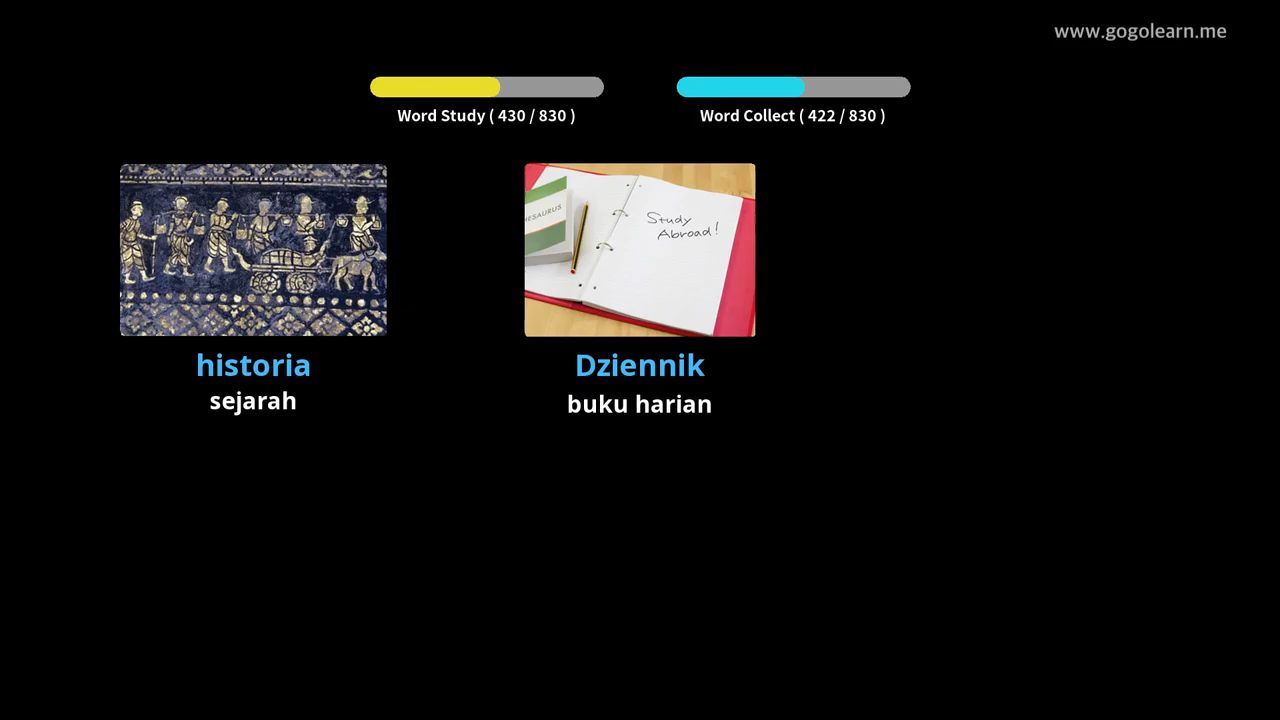 www.gogolearn.me
Word Study ( 430 / 830 )
Word Collect ( 422 / 830 )
HESAURUS
Study
Abroad!
historia
sejarah
Dziennik
buku harian